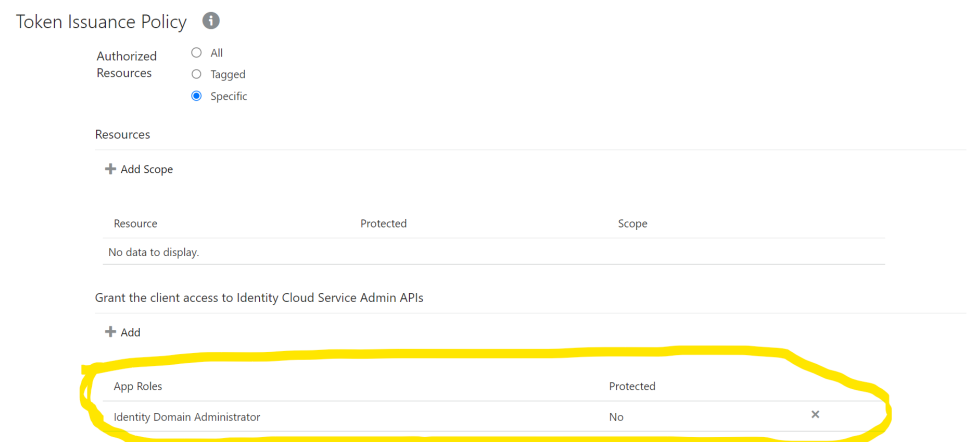 Token Issuance Policy
Authorized Resources
All
Tagged
Specific
Resources
Add Scope
Resource Protected Scope
No data to display.
Grant the client access to Identity Cloud Service Admin APIs
Add
App Roles Protected
Identity Domain Administrator No